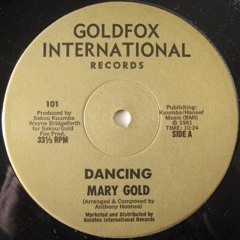 GOLDFOX
INTERNATIONAL
RECORDS
101
Produced by
Sekou Koumba
Wayne Bridgeforth
for Sekou/Gold
Fox Prod.
33⅓ RPM
Publishing:
Koumba/Hanaef
Music (BMI)
℗ 1981
TIME: 10:24
SIDE A
DANCING
MARY GOLD
(Arranged & Composed by
Anthony Holmes)
Marketed and Distributed by
Goldfox International Records